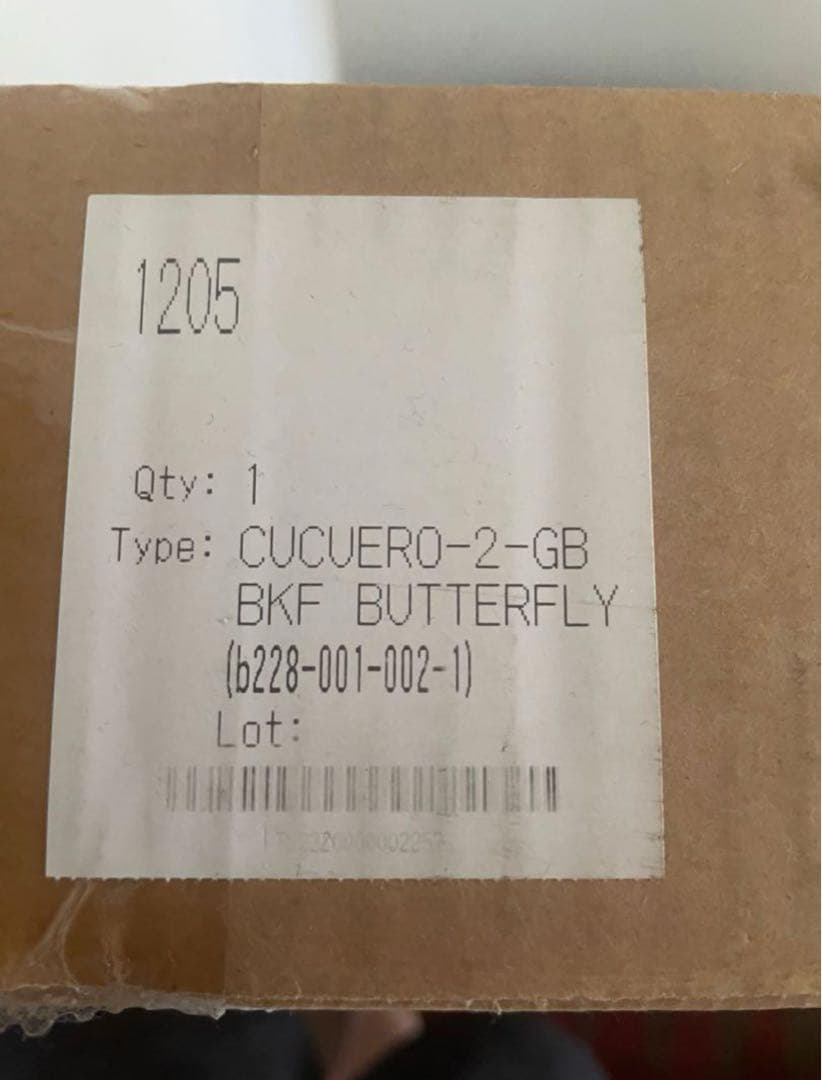 1205
Qty: 1
Type: CUCUERO-2-GB
BKF BUTTERFLY
(b228-001-002-1)
Lot: